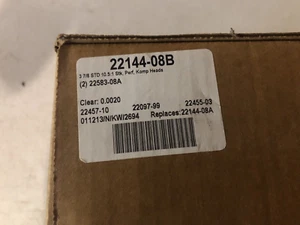 22144-08B
3 7/8 STD 10.5:1 Stk. Perf, Komp Heads
(2) 22583-08A
Clear: 0.0020
22457-10 22097-99 22455-03
011213/N/KW/2694 Replaces:22144-08A